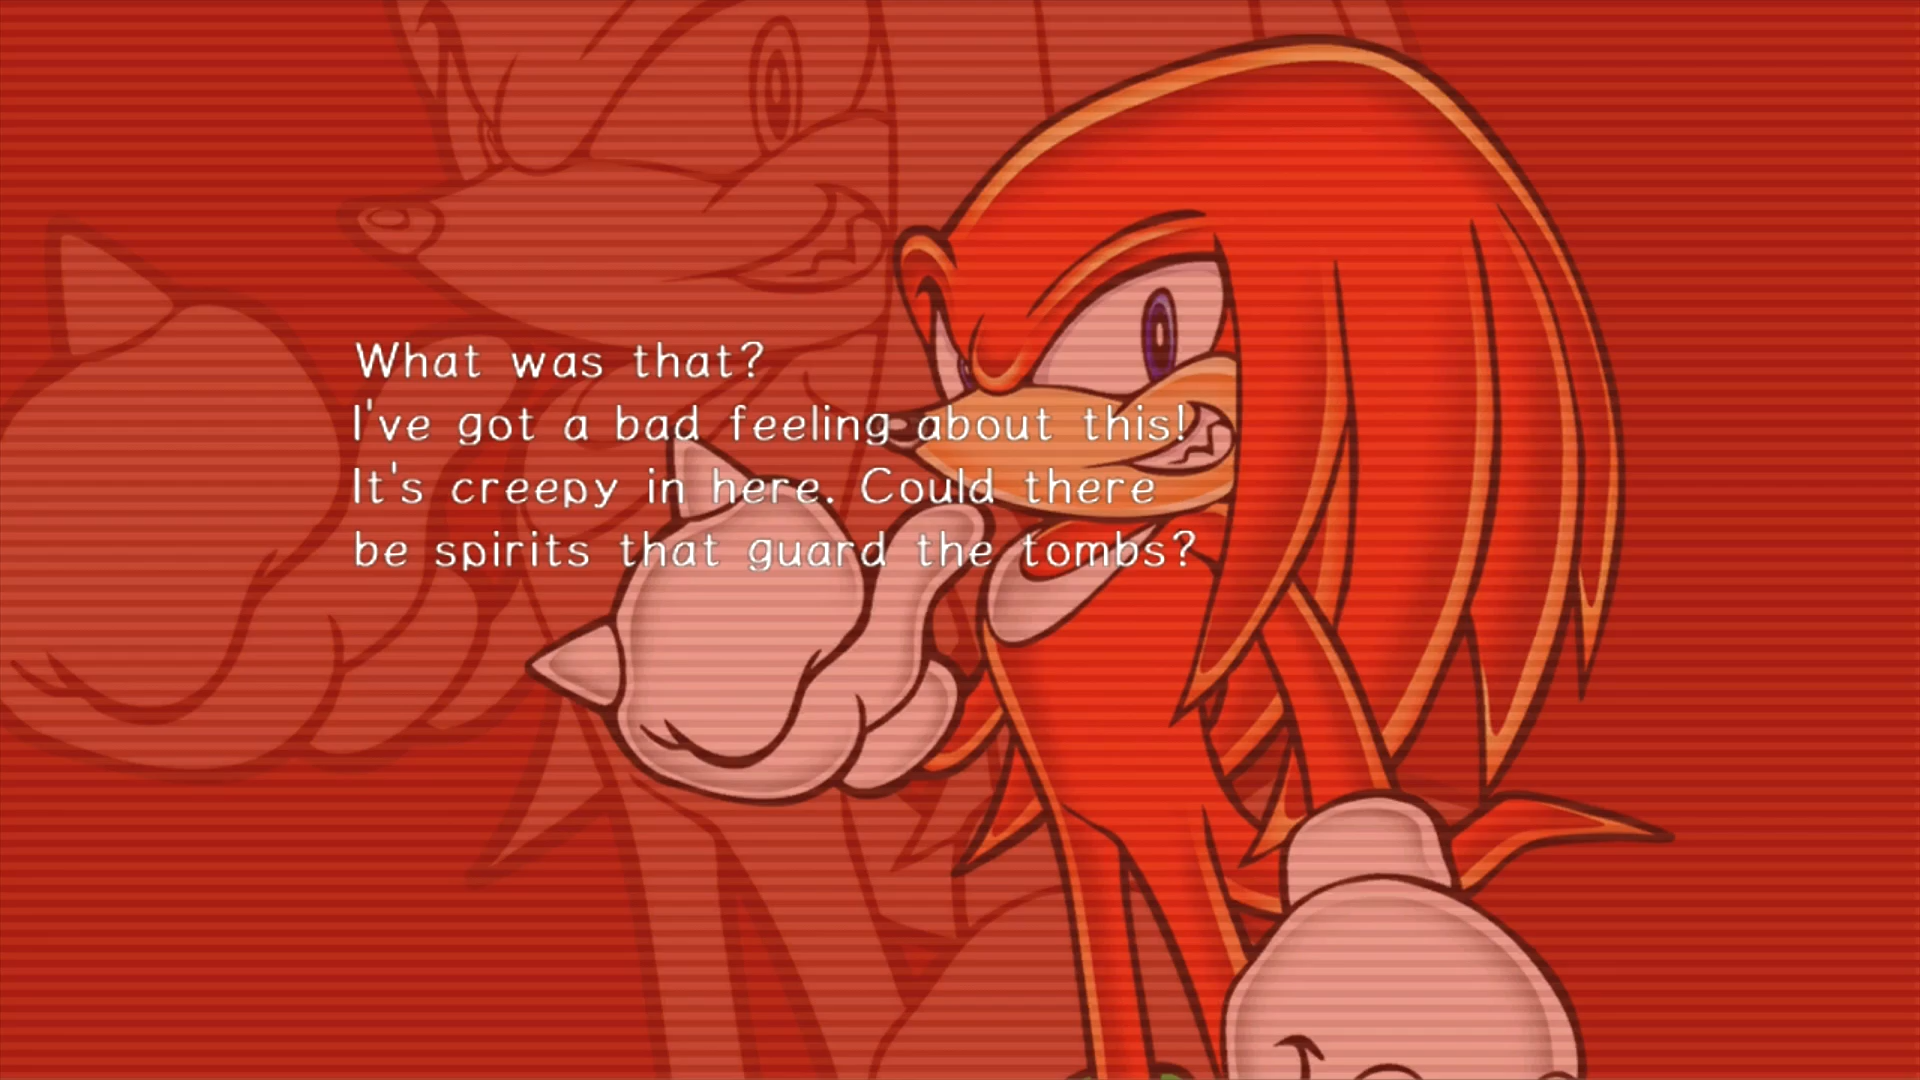 What was that?
I've got a bad feeling about this!
It's creepy in here. Could there
be spirits that guard the tombs?